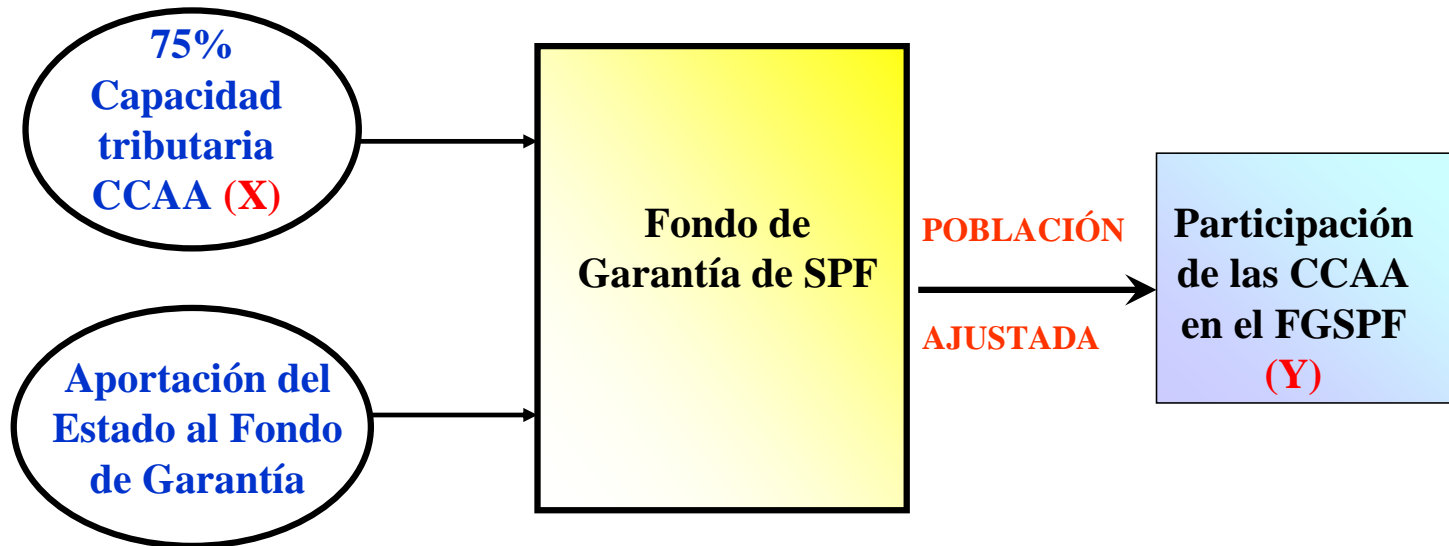 75%
Capacidad
tributaria
CCAA (X)
Aportación del
Estado al Fondo
de Garantía
Fondo de
Garantía de SPF
POBLACIÓN
AJUSTADA
Participación
de las CCAA
en el FGSPF
(Y)